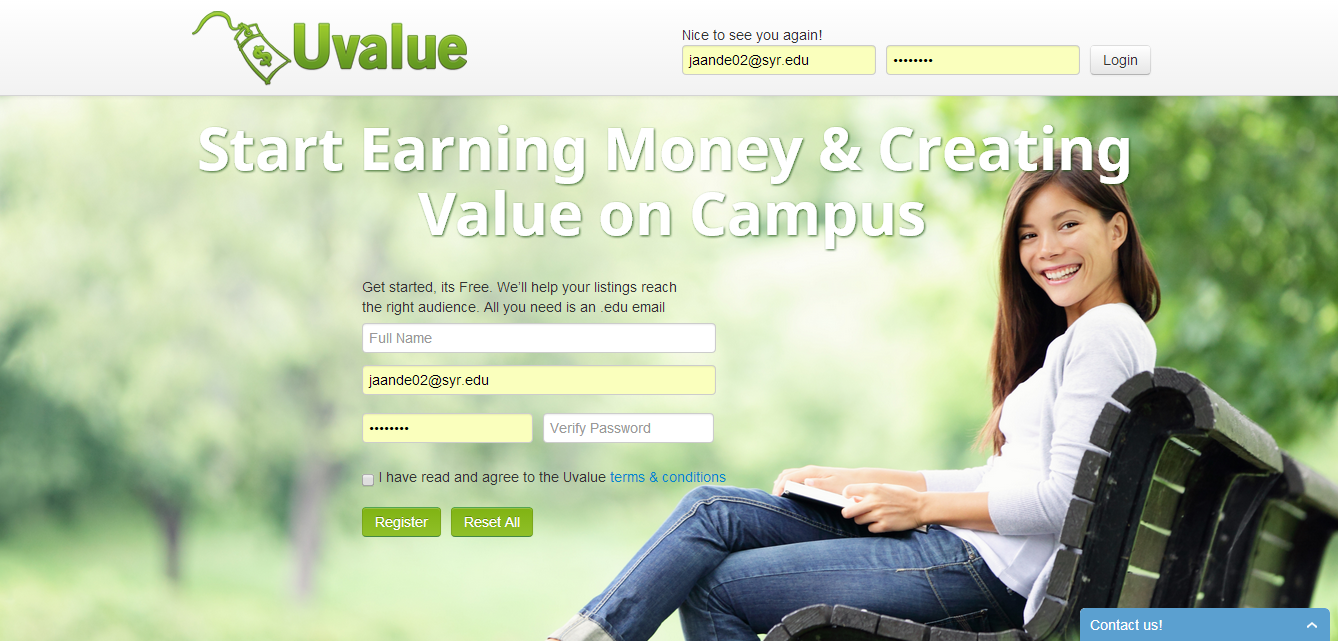 Uvalue
Nice to see you again!
jaande02@syr.edu
••••••••
Login
Start Earning Money & Creating
Value on Campus
Get started, its Free. We'll help your listings reach
the right audience. All you need is an .edu email
Full Name
jaande02@syr.edu
••••••••
Verify Password
I have read and agree to the Uvalue terms & conditions
Register
Reset All
Contact us!